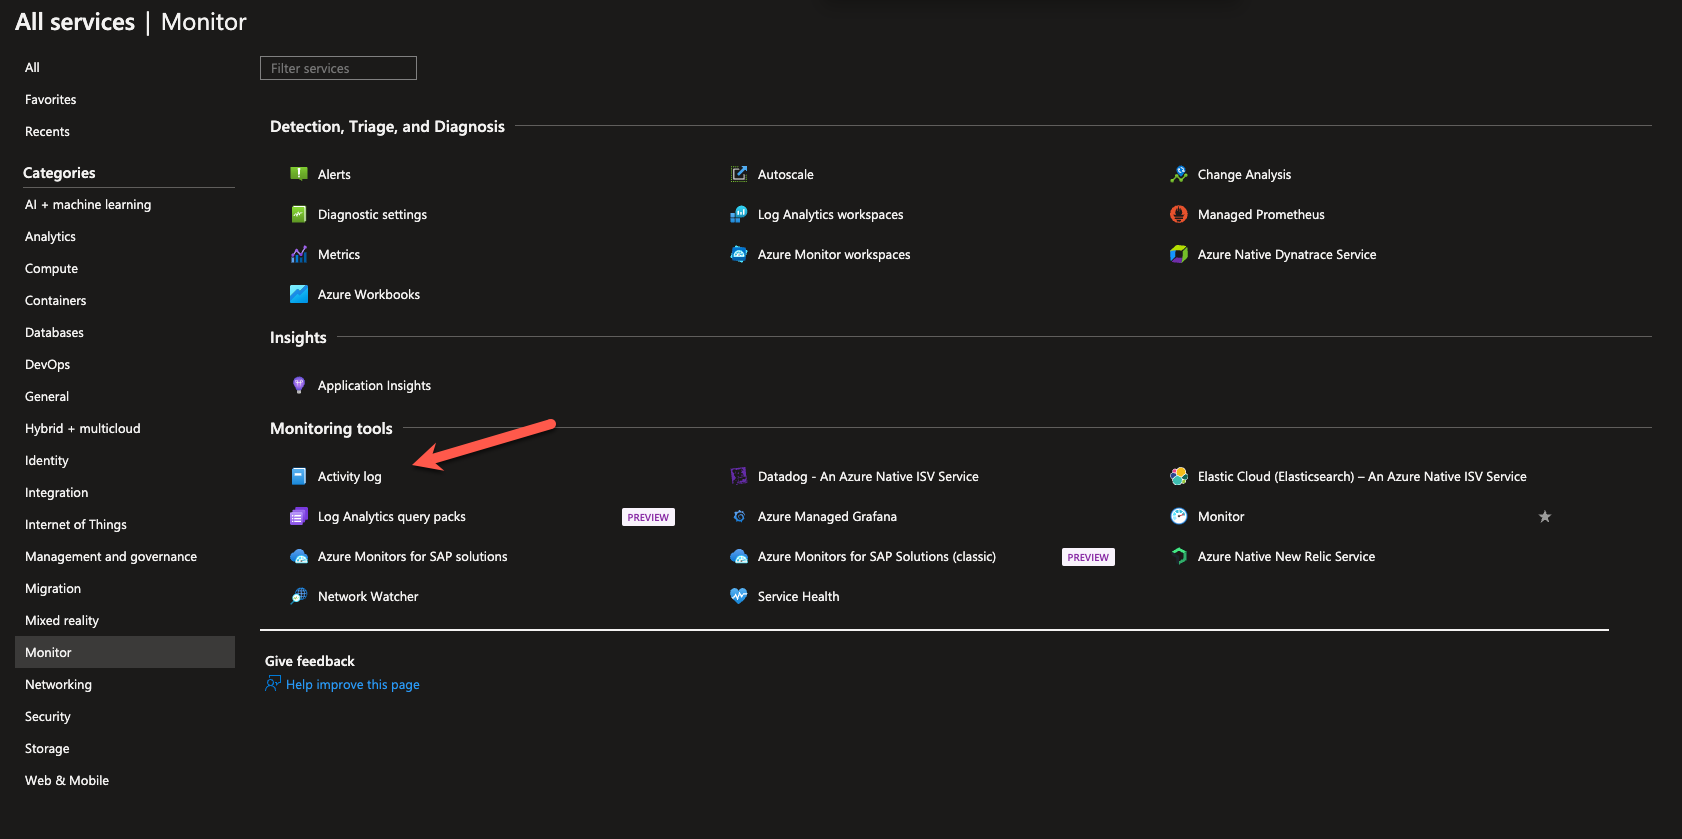 All services | Monitor
All
Favorites
Recents
Categories
AI + machine learning
Analytics
Compute
Containers
Databases
DevOps
General
Hybrid + multicloud
Identity
Integration
Internet of Things
Management and governance
Migration
Mixed reality
Monitor
Networking
Security
Storage
Web & Mobile
Filter services
Detection, Triage, and Diagnosis
Alerts
Autoscale
Change Analysis
Diagnostic settings
Log Analytics workspaces
Managed Prometheus
Metrics
Azure Monitor workspaces
Azure Native Dynatrace Service
Azure Workbooks
Insights
Application Insights
Monitoring tools
Activity log
Datadog - An Azure Native ISV Service
Elastic Cloud (Elasticsearch) – An Azure Native ISV Service
Log Analytics query packs PREVIEW
Azure Managed Grafana
Monitor
Azure Monitors for SAP solutions
Azure Monitors for SAP Solutions (classic) PREVIEW
Azure Native New Relic Service
Network Watcher
Service Health
Give feedback
Help improve this page